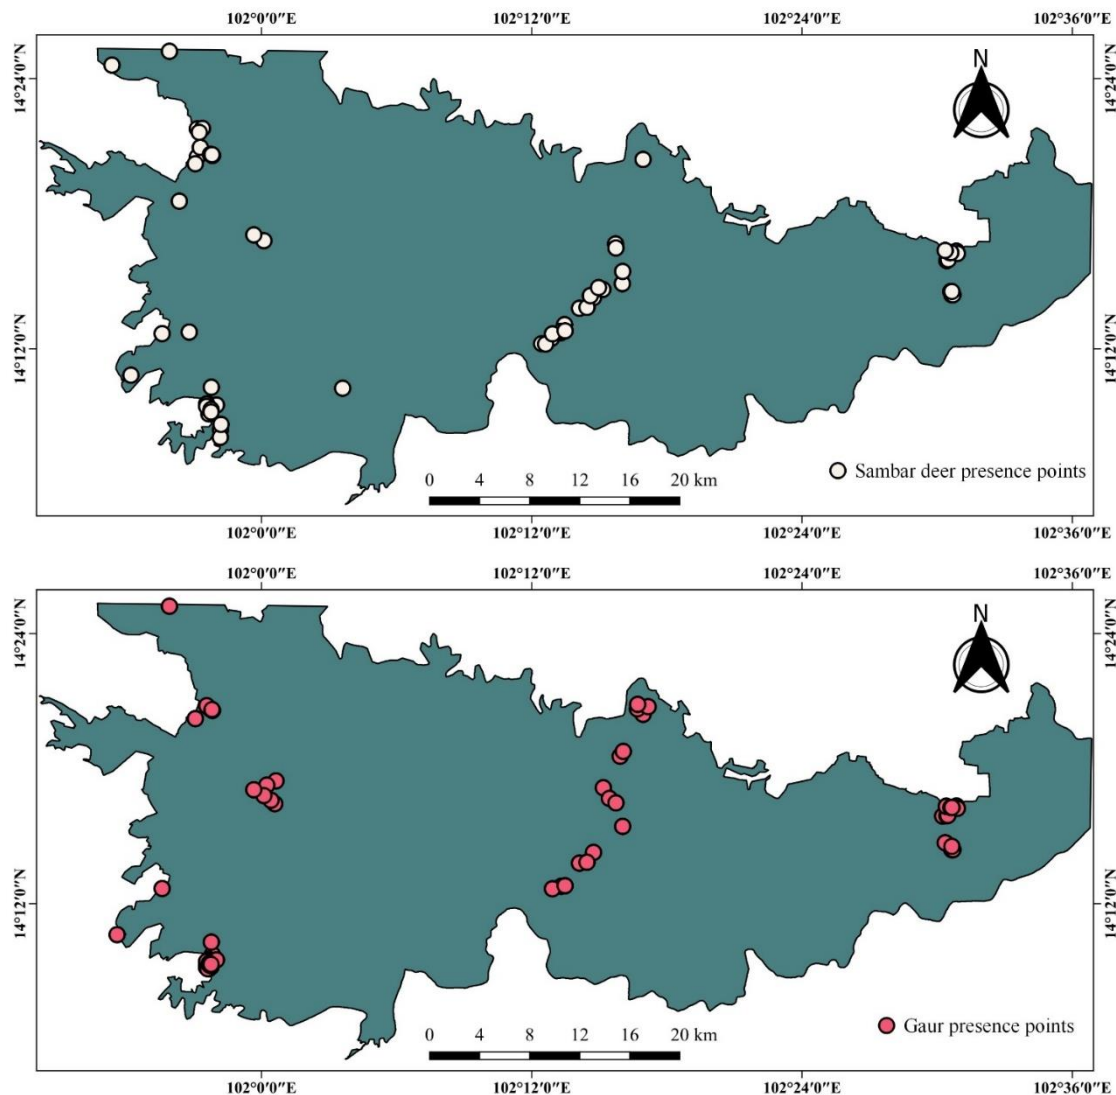 102°0′0″E 102°12′0″E 102°24′0″E 102°36′0″E
N
14°24′0″N 14°24′0″N
14°12′0″N 14°12′0″N
0 4 8 12 16 20 km
Sambar deer presence points
102°0′0″E 102°12′0″E 102°24′0″E 102°36′0″E
102°0′0″E 102°12′0″E 102°24′0″E 102°36′0″E
N
14°24′0″N 14°24′0″N
14°12′0″N 14°12′0″N
0 4 8 12 16 20 km
Gaur presence points
102°0′0″E 102°12′0″E 102°24′0″E 102°36′0″E